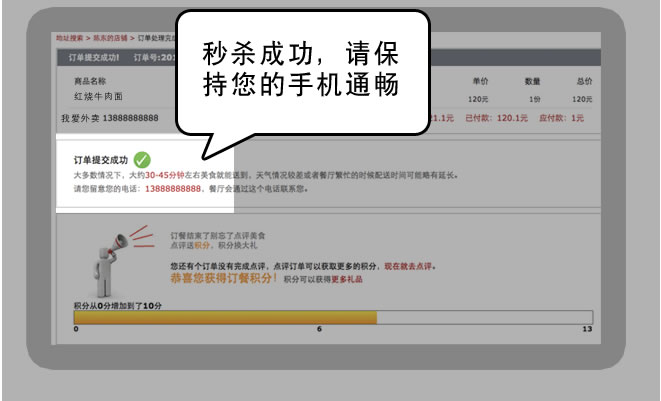 地址搜索 > 陈东的店铺 > 订单处理完成
秒杀成功，请保
持您的手机通畅
订单提交成功! 订单号:201
商品名称 单价 数量 总价
红烧牛肉面 120元 1份 120元
我爱外卖 13888888888 21.1元 已付款：120.1元 应付款：1元
订单提交成功
大多数情况下，大约30-45分钟左右美食就能送到，天气情况较差或者餐厅繁忙的时候配送时间可能略有延长。
请您留意您的电话：13888888888，餐厅会通过这个电话联系您。
订餐结束了别忘了点评美食
点评送积分，积分换大礼
您还有个订单没有完成点评，点评订单可以获取更多的积分，现在就去点评。
恭喜您获得订餐积分! 积分可以获得更多礼品
积分从0分增加到了10分
0 6 13